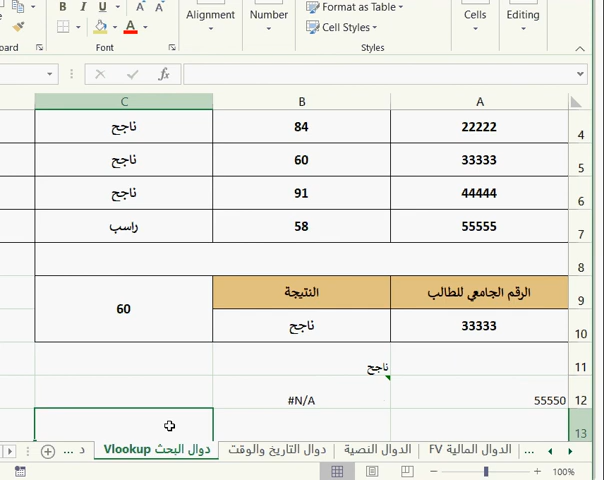 B I U A A A
Alignment
Number
Format as Table
Cell Styles
Cells
Editing
Font
Styles
fx
C B A
ناجح 84 22222 4
ناجح 60 33333 5
ناجح 91 44444 6
راسب 58 55555 7
8
60 النتيجة الرقم الجامعي للطالب 9
ناجح 33333 10
ناجح 11
#N/A 55550 12
13
دوال البحث Vlookup دوال التاريخ والوقت الدوال النصية الدوال المالية FV ...
100%